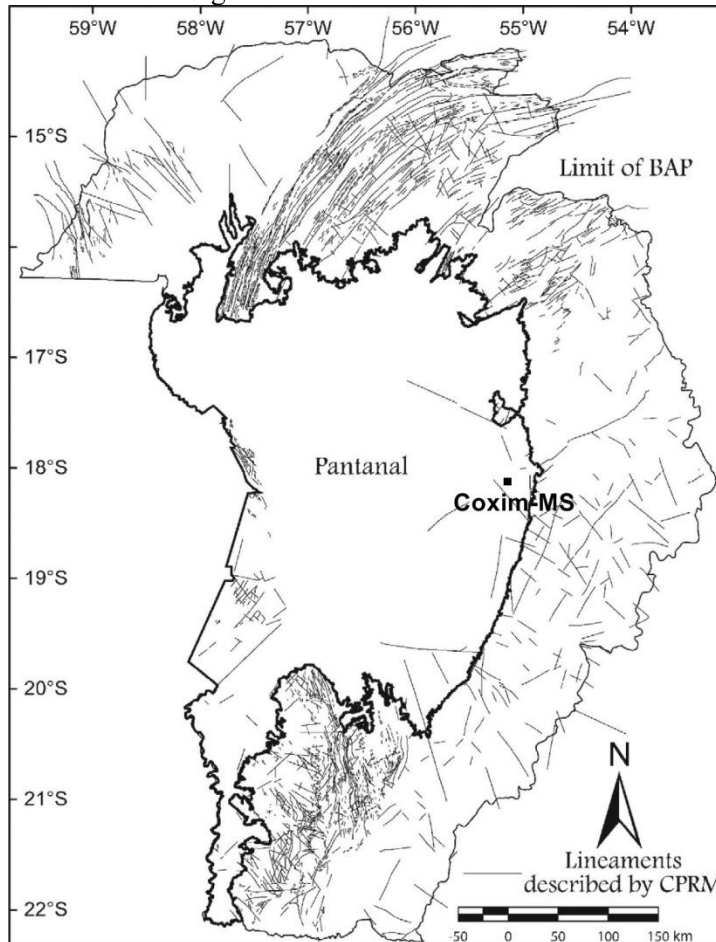 59°W 58°W 57°W 56°W 55°W 54°W
15°S
Limit of BAP
17°S
Pantanal
18°S
Coxim-MS
19°S
20°S
N
21°S
Lineaments
described by CPRM
22°S
-50 0 50 100 150 km